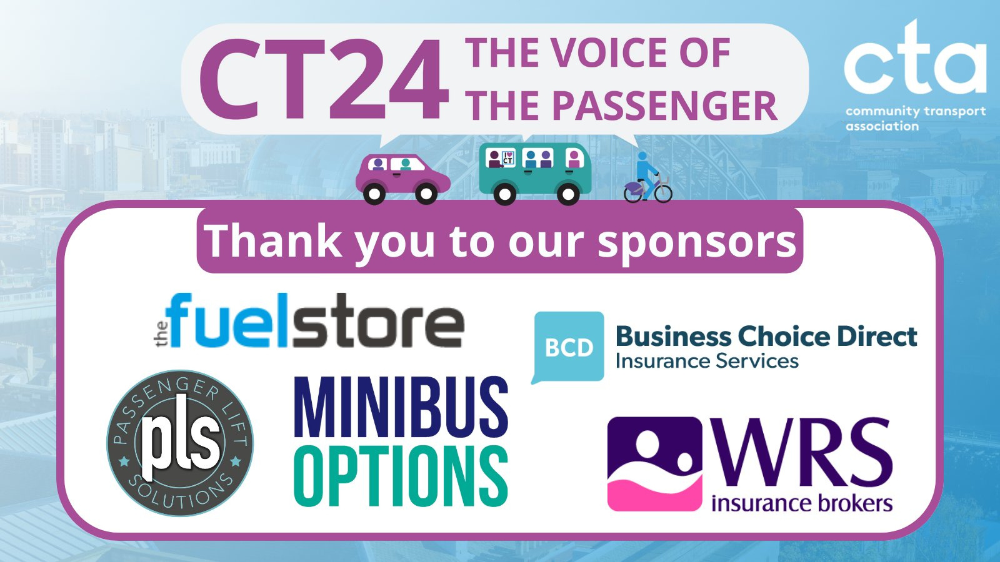 CT24
THE VOICE OF
THE PASSENGER
cta
community transport
association
I♥
CT
Thank you to our sponsors
the fuelstore
BCD
Business Choice Direct
Insurance Services
PASSENGER LIFT
pls
SOLUTIONS
MINIBUS
OPTIONS
WRS
insurance brokers